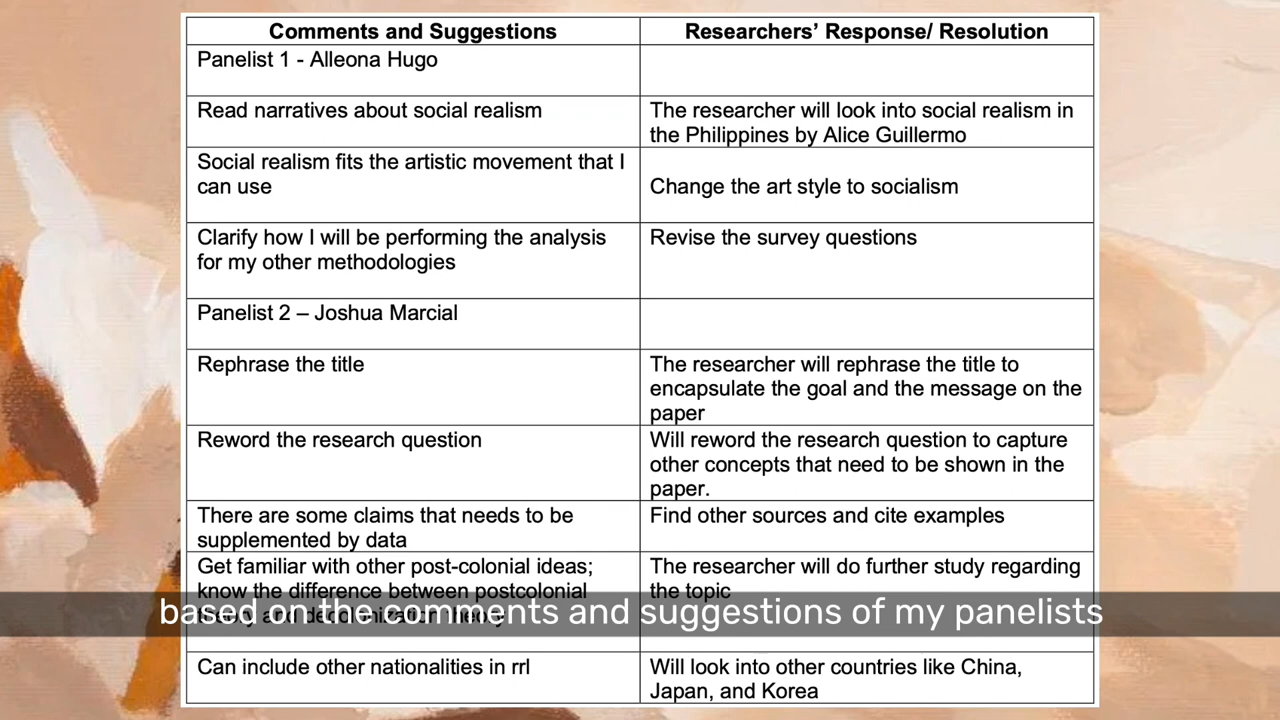 Comments and Suggestions
Researchers' Response/ Resolution
Panelist 1 - Alleona Hugo
Read narratives about social realism
The researcher will look into social realism in
the Philippines by Alice Guillermo
Social realism fits the artistic movement that I
can use
Change the art style to socialism
Clarify how I will be performing the analysis
for my other methodologies
Revise the survey questions
Panelist 2 – Joshua Marcial
Rephrase the title
The researcher will rephrase the title to
encapsulate the goal and the message on the
paper
Reword the research question
Will reword the research question to capture
other concepts that need to be shown in the
paper.
There are some claims that needs to be
supplemented by data
Find other sources and cite examples
Get familiar with other post-colonial ideas;
know the difference between postcolonial
theory and decolonization theory
The researcher will do further study regarding
the topic
based on the comments and suggestions of my panelists
Can include other nationalities in rrl
Will look into other countries like China,
Japan, and Korea